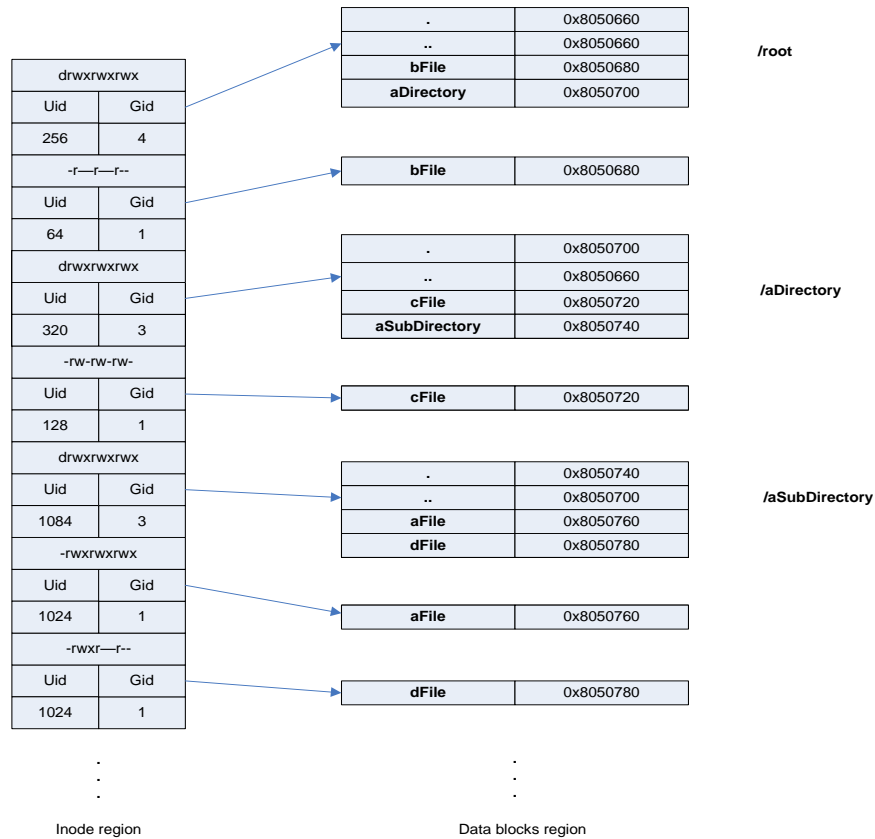 drwxrwxrwx
Uid Gid
256 4
-r—r—r--
Uid Gid
64 1
drwxrwxrwx
Uid Gid
320 3
-rw-rw-rw-
Uid Gid
128 1
drwxrwxrwx
Uid Gid
1084 3
-rwxrwxrwx
Uid Gid
1024 1
-rwxr—r--
Uid Gid
1024 1
.
.
.
Inode region
. 0x8050660
.. 0x8050660
bFile 0x8050680
aDirectory 0x8050700
/root
bFile 0x8050680
. 0x8050700
.. 0x8050660
cFile 0x8050720
aSubDirectory 0x8050740
/aDirectory
cFile 0x8050720
. 0x8050740
.. 0x8050700
aFile 0x8050760
dFile 0x8050780
/aSubDirectory
aFile 0x8050760
dFile 0x8050780
.
.
.
Data blocks region